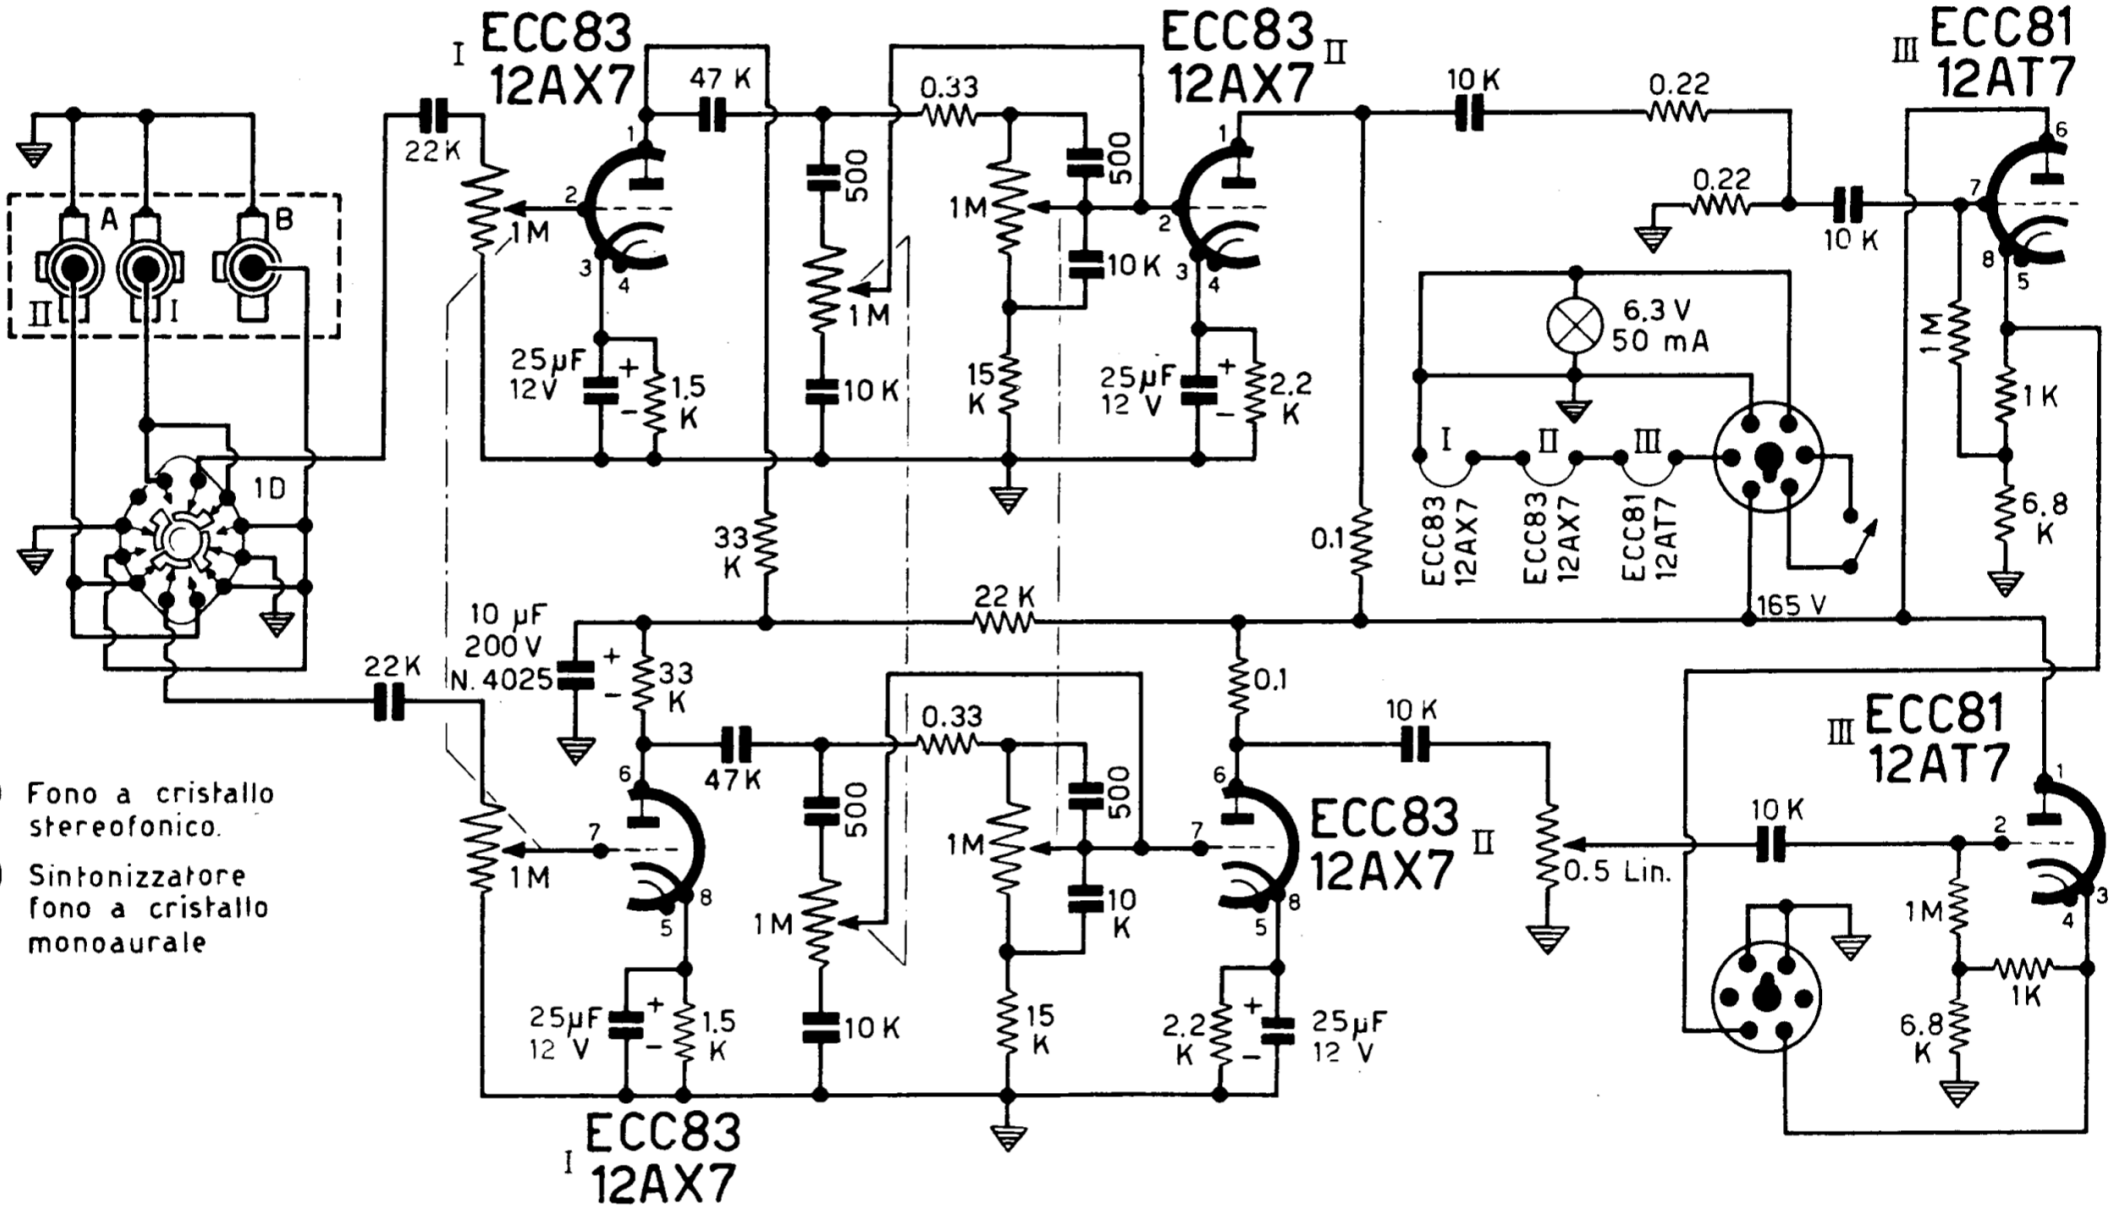 I ECC83
12AX7
ECC83 II
12AX7
III ECC81
12AT7
22K
1M
1
2
3
4
25µF
12V
+
-
1.5
K
47 K
500
1M
10 K
0.33
1M
500
10 K
15
K
1
2
3
4
25µF
12 V
+
-
2.2
K
10 K
0.22
0.22
10 K
6
7
8
5
1M
1K
6.8
K
A
B
II
I
1D
6.3 V
50 mA
I
II
III
ECC83
12AX7
ECC83
12AX7
ECC81
12AT7
33
K
0.1
165 V
22 K
10 µF
200V
N.4025
+
-
33
K
0.1
22K
1M
6
7
8
5
47K
500
1M
10K
0.33
1M
500
10
K
15
K
25µF
12 V
+
-
1.5
K
6
7
8
5
ECC83 II
12AX7
2.2
K
+
-
25µF
12 V
10 K
0.5 Lin.
III ECC81
12AT7
10 K
1
2
3
4
1M
1K
6.8
K
) Fono a cristallo
stereofonico.
) Sintonizzatore
fono a cristallo
monoaurale
I ECC83
12AX7